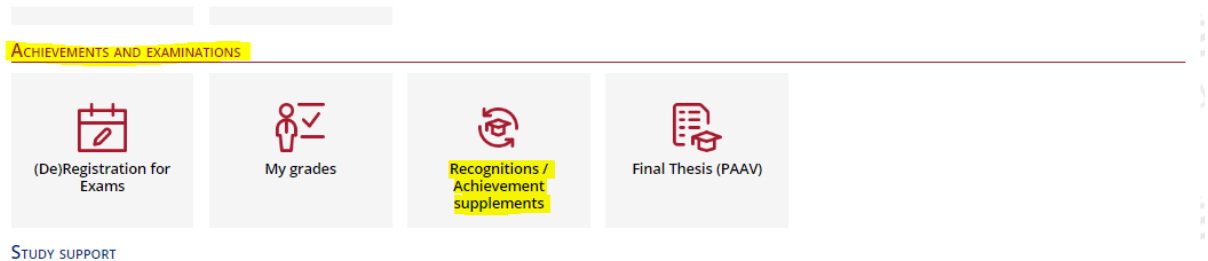 Achievements and examinations
(De)Registration for
Exams
My grades
Recognitions /
Achievement
supplements
Final Thesis (PAAV)
Study support